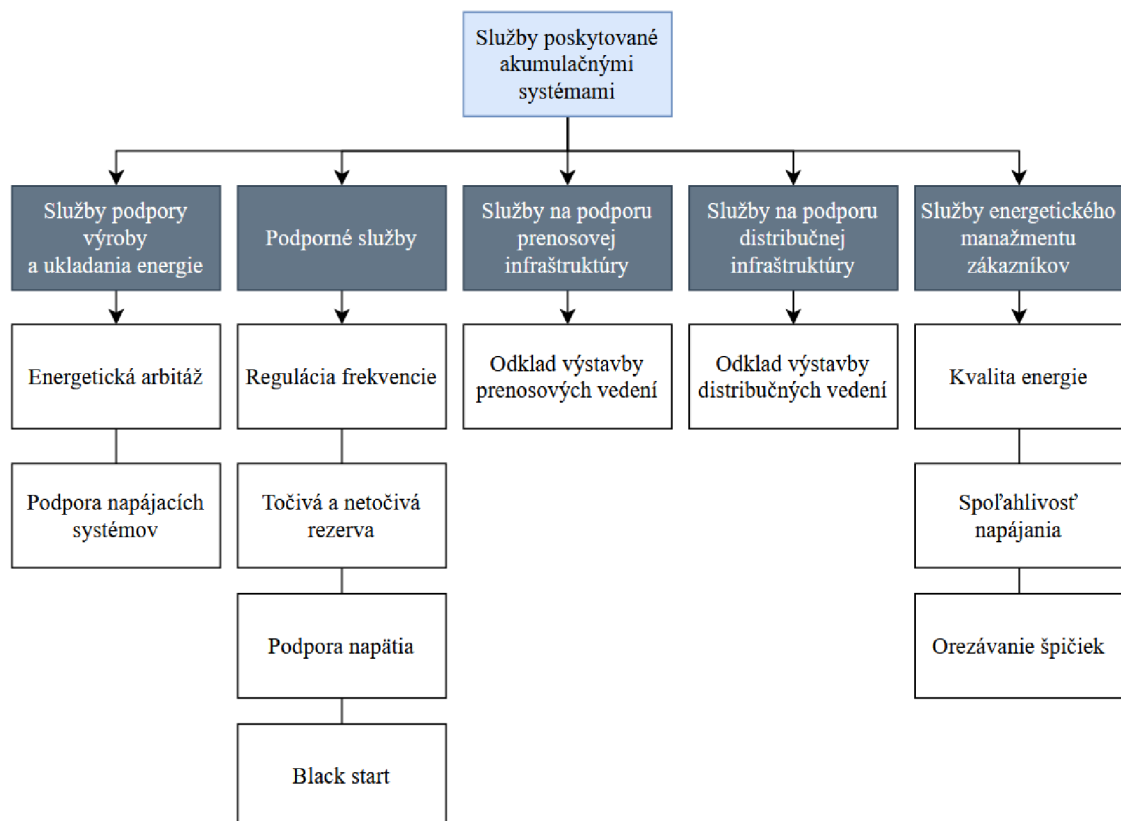 Služby poskytované
akumulačnými
systémami
Služby podpory
výroby
a ukladania energie
Podporné služby
Služby na podporu
prenosovej
infraštruktúry
Služby na podporu
distribučnej
infraštruktúry
Služby energetického
manažmentu
zákazníkov
Energetická arbitáž
Regulácia frekvencie
Odklad výstavby
prenosových vedení
Odklad výstavby
distribučných vedení
Kvalita energie
Podpora napájacích
systémov
Točivá a netočivá
rezerva
Spoľahlivosť
napájania
Podpora napätia
Orezávanie špičiek
Black start